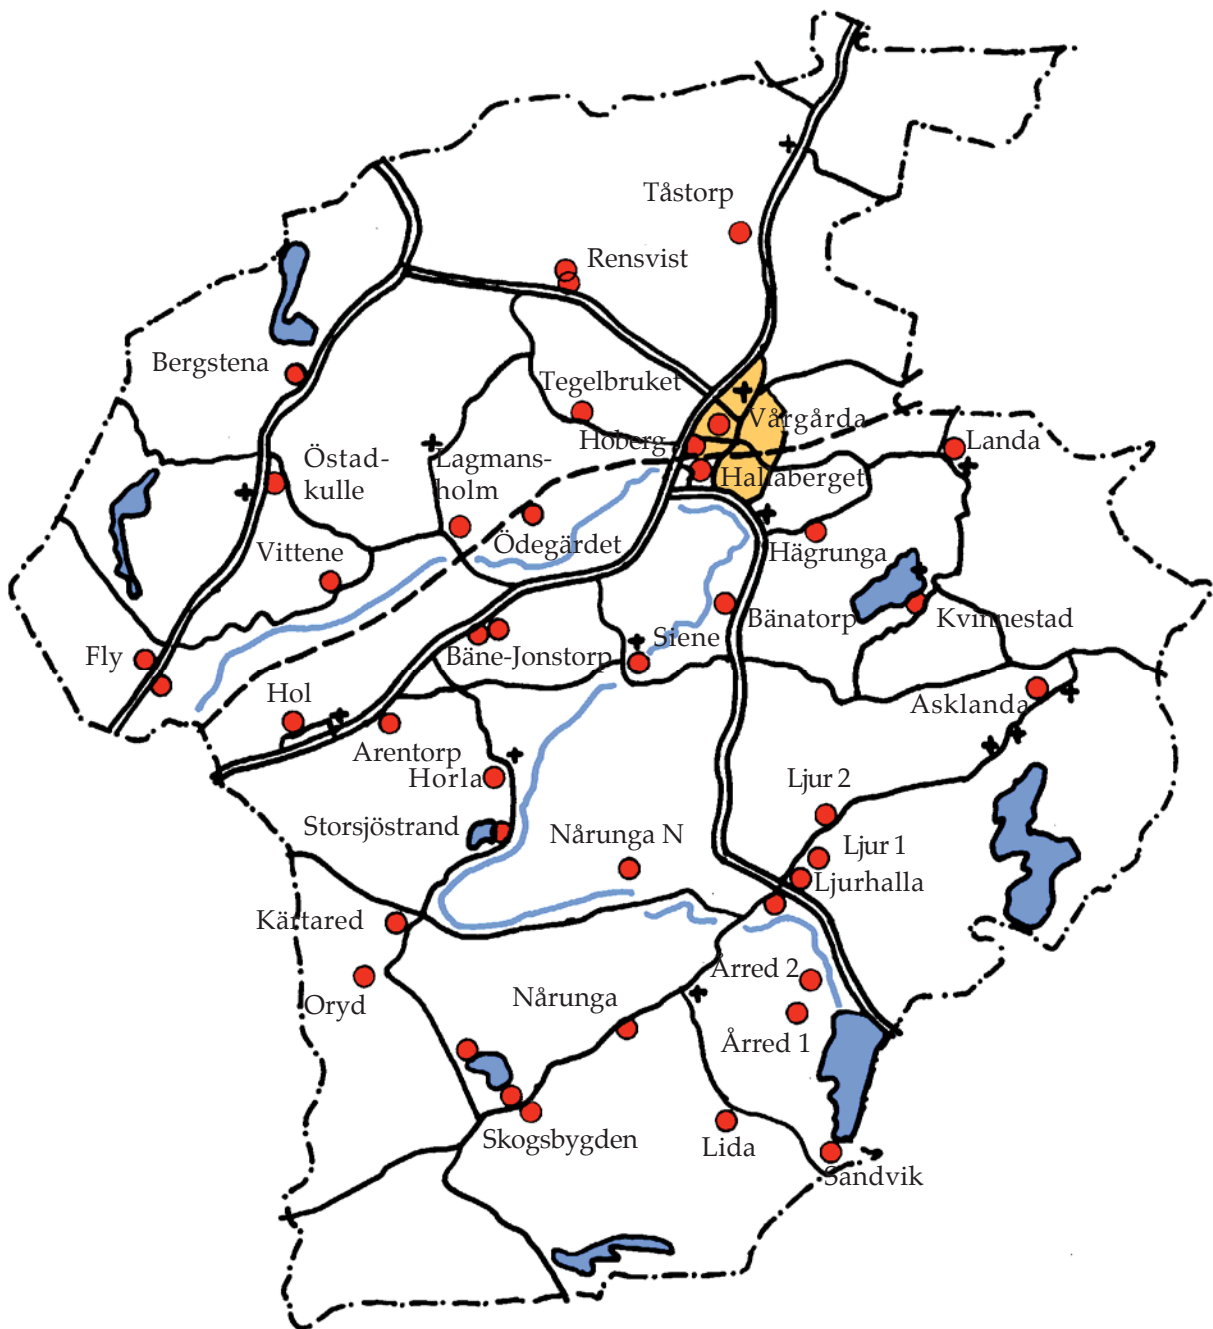 Tåstorp
Rensvist
Bergstena
Tegelbruket
Vårgårda
Hoberg
Landa
Östad-
kulle
Lagmans-
holm
Hallaberget
Ödegärdet
Vittene
Hägrunga
Bänatorp
Kvinnestad
Siene
Bäne-Jonstorp
Fly
Hol
Asklanda
Arentorp
Horla
Ljur 2
Storsjöstrand
Nårunga N
Ljur 1
Ljurhalla
Kärtared
Årred 2
Oryd
Nårunga
Årred 1
Skogsbygden
Lida
Sandvik